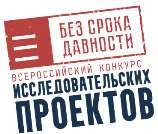 БЕЗ СРОКА
ДАВНОСТИ
ВСЕРОССИЙСКИЙ КОНКУРС
ИССЛЕДОВАТЕЛЬСКИХ
ПРОЕКТОВ